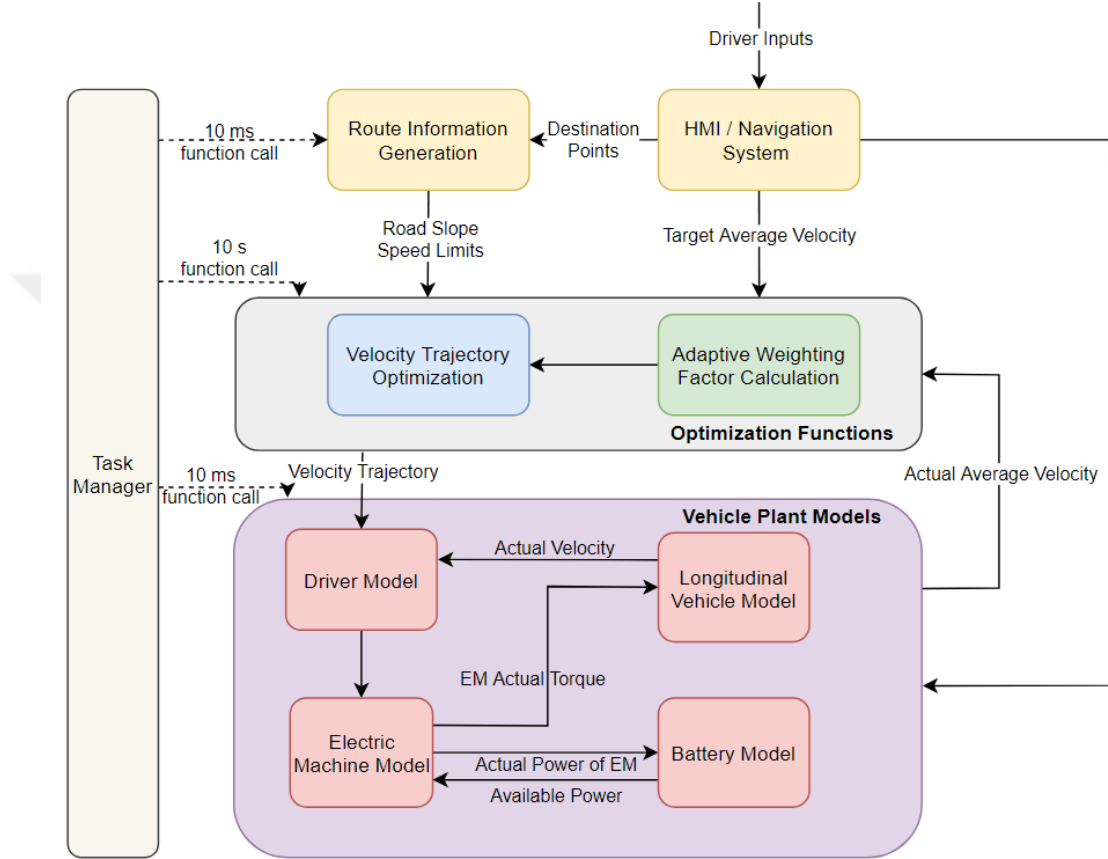 Driver Inputs
10 ms
function call
Route Information
Generation
Destination
Points
HMI / Navigation
System
10 s
function call
Road Slope
Speed Limits
Target Average Velocity
Velocity Trajectory
Optimization
Adaptive Weighting
Factor Calculation
Optimization Functions
Task
Manager
10 ms
function call
Velocity Trajectory
Actual Average Velocity
Vehicle Plant Models
Driver Model
Actual Velocity
Longitudinal
Vehicle Model
EM Actual Torque
Electric
Machine Model
Actual Power of EM
Available Power
Battery Model